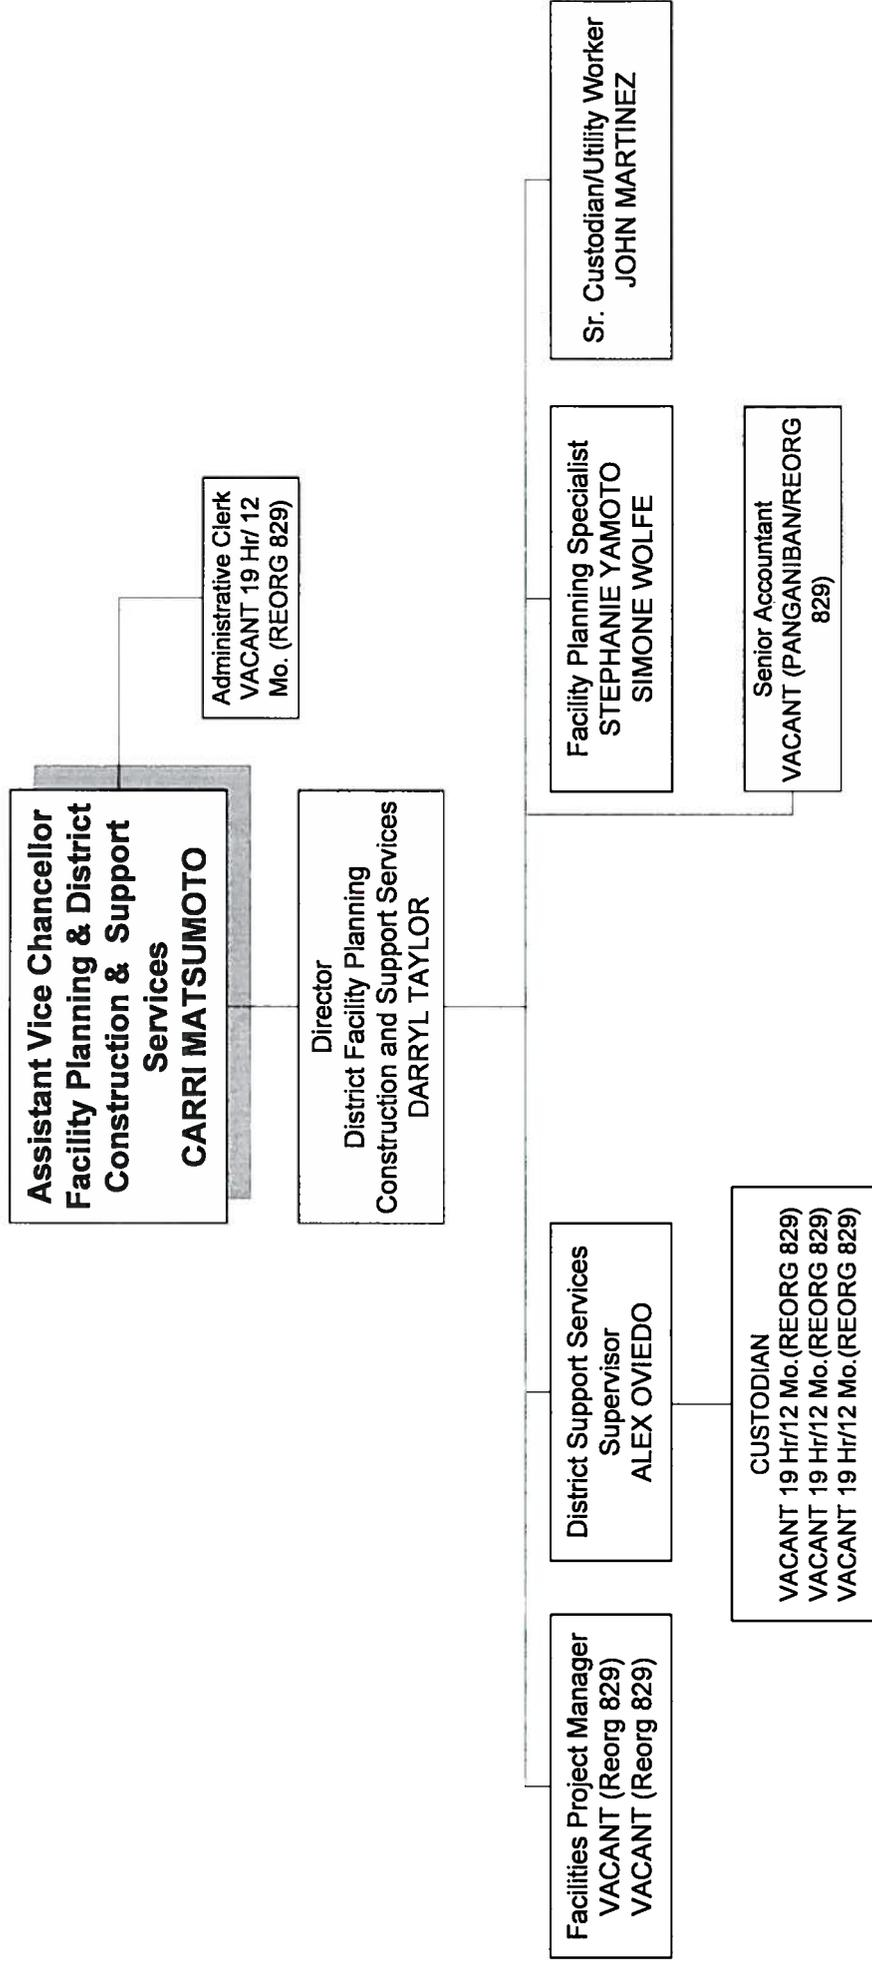 Assistant Vice Chancellor
Facility Planning & District
Construction & Support
Services
CARRI MATSUMOTO
Administrative Clerk
VACANT 19 Hr/ 12
Mo. (REORG 829)
Director
District Facility Planning
Construction and Support Services
DARRYL TAYLOR
Facilities Project Manager
VACANT (Reorg 829)
VACANT (Reorg 829)
District Support Services
Supervisor
ALEX OVIEDO
Facility Planning Specialist
STEPHANIE YAMOTO
SIMONE WOLFE
Sr. Custodian/Utility Worker
JOHN MARTINEZ
CUSTODIAN
VACANT 19 Hr/12 Mo.(REORG 829)
VACANT 19 Hr/12 Mo.(REORG 829)
VACANT 19 Hr/12 Mo.(REORG 829)
Senior Accountant
VACANT (PANGANIBAN/REORG
829)